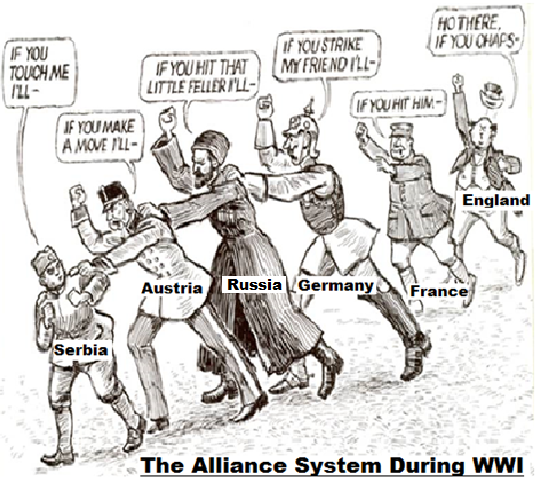 IF YOU
TOUCH ME
I'LL-
IF YOU MAKE
A MOVE I'LL-
IF YOU HIT THAT
LITTLE FELLER I'LL-
IF YOU STRIKE
MY FRIEND I'LL-
IF YOU HIT HIM.-
HO THERE,
IF YOU CHAPS-
Serbia
Austria
Russia
Germany
France
England
The Alliance System During WWI